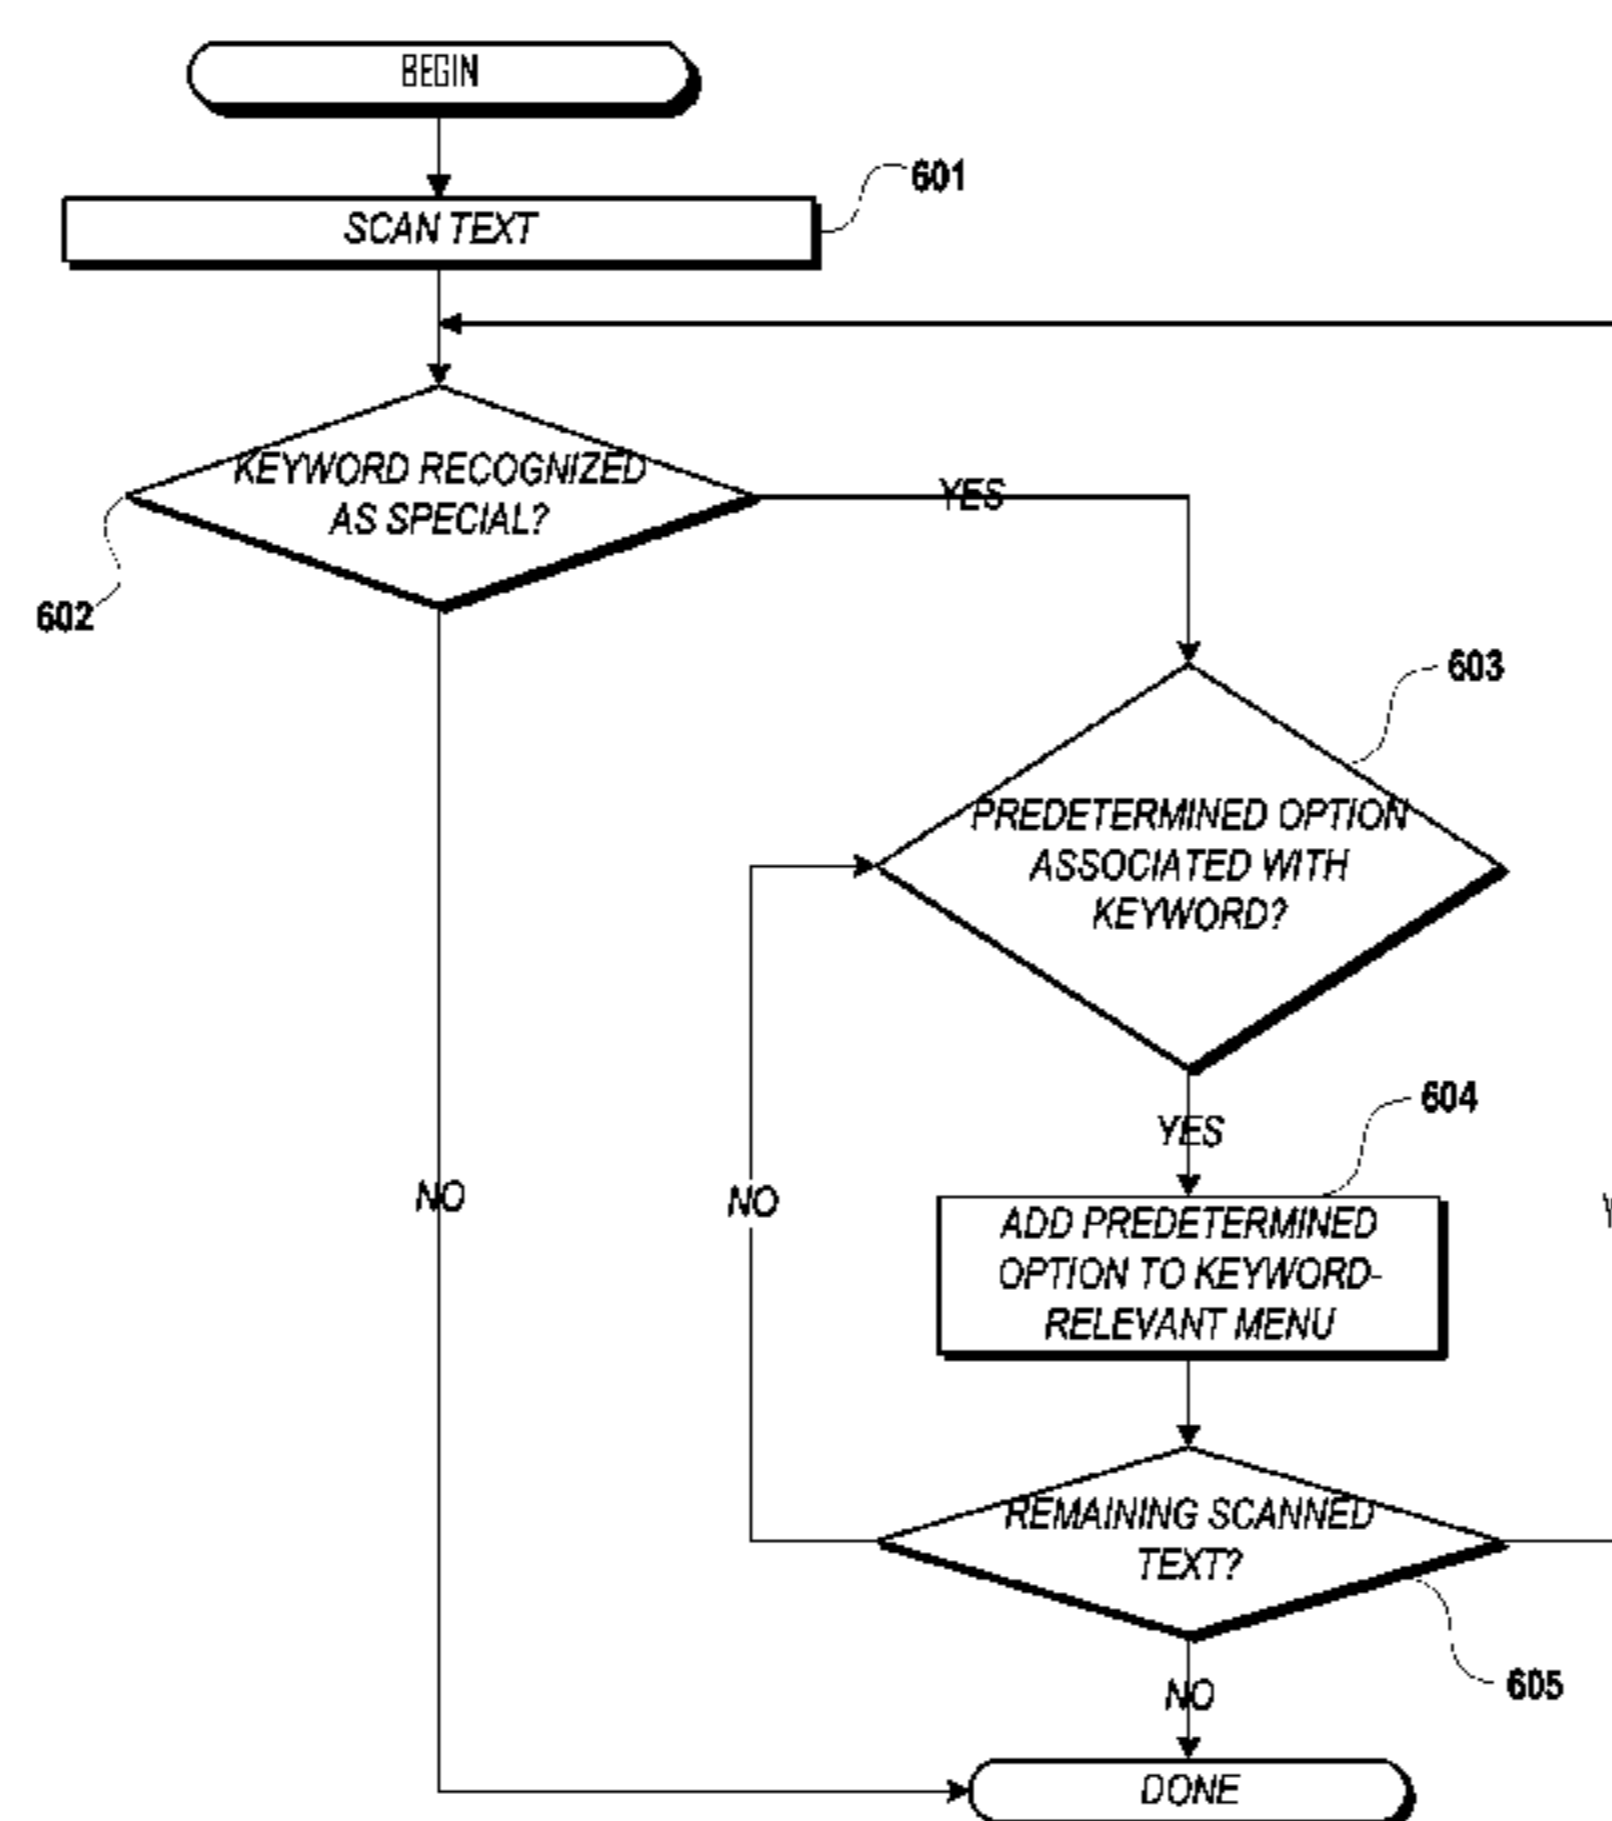 BEGIN
601
SCAN TEXT
KEYWORD RECOGNIZED
AS SPECIAL?
YES
602
603
PREDETERMINED OPTION
ASSOCIATED WITH
KEYWORD?
604
YES
NO
NO
ADD PREDETERMINED
OPTION TO KEYWORD-
RELEVANT MENU
REMAINING SCANNED
TEXT?
605
NO
DONE